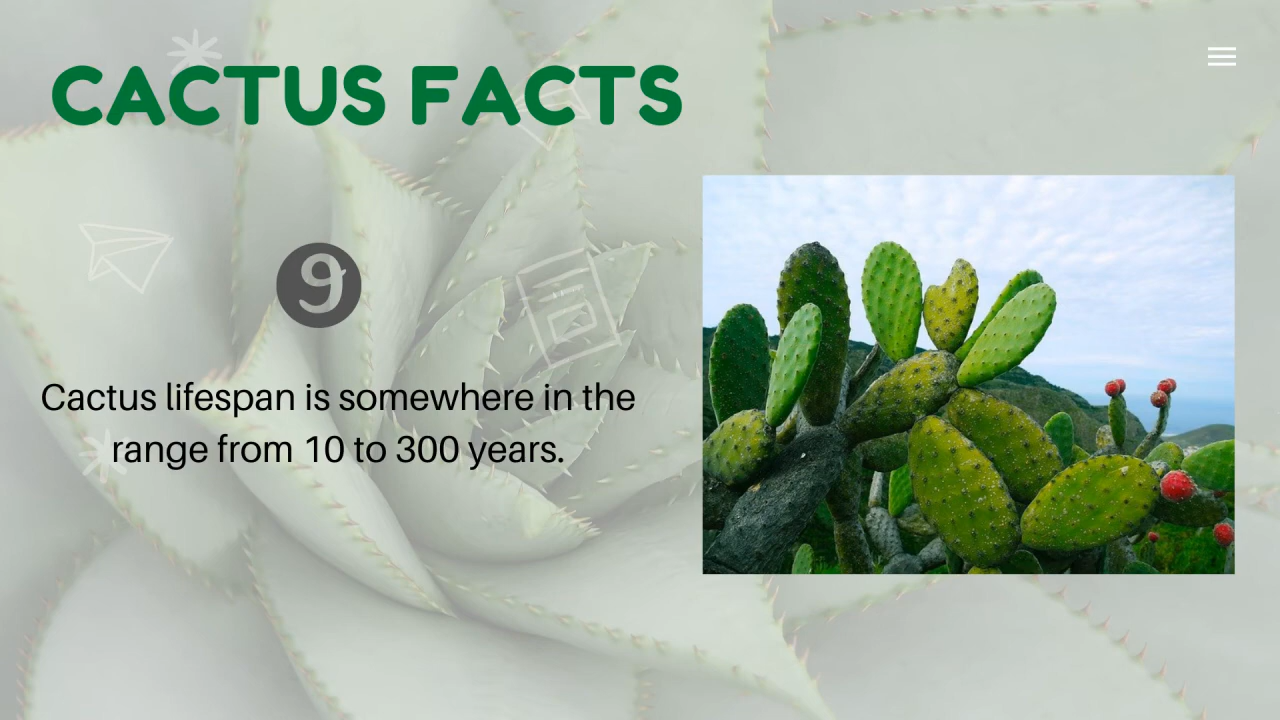 CACTUS FACTS
9
Cactus lifespan is somewhere in the
range from 10 to 300 years.